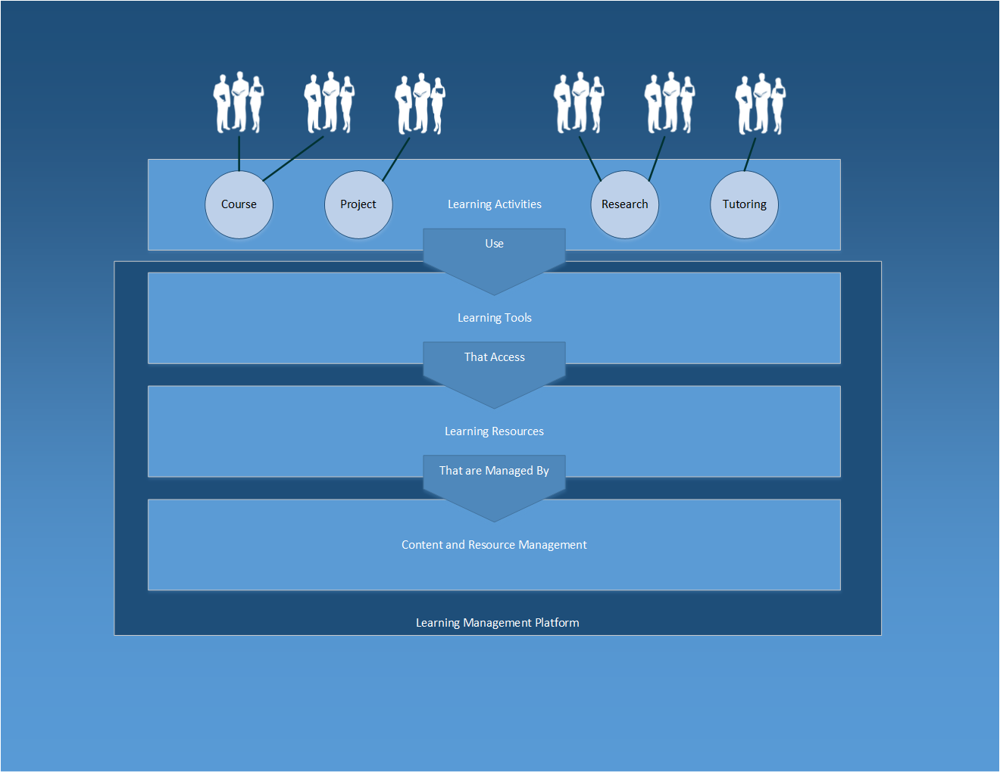 Course
Project
Learning Activities
Research
Tutoring
Use
Learning Tools
That Access
Learning Resources
That are Managed By
Content and Resource Management
Learning Management Platform